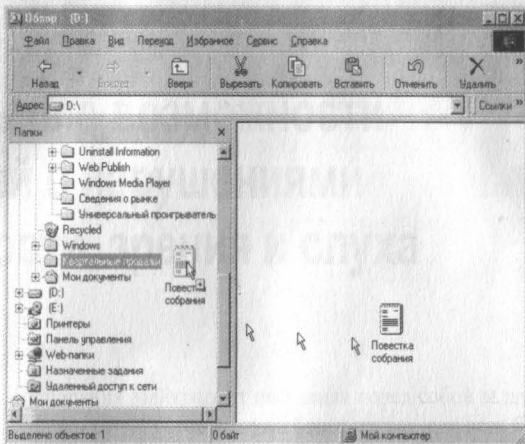 Обзор (D:)
Файл Правка Вид Переход Избранное Сервис Справка
Назад Вперед Вверх Вырезать Копировать Вставить Отменить Удалить
Адрес D:\ Ссылки
Папки
Uninstall Information
Web Publish
Windows Media Player
Сведения о рынке
Универсальный проигрыватель
Recycled
Windows
Квартальные продажи
Мои документы
(D:)
(E:)
Принтеры
Панель управления
Web-папки
Назначенные задания
Удаленный доступ к сети
Мои документы
Повестка
собрания
Повестка
собрания
Выделено объектов: 1 0 байт Мой компьютер